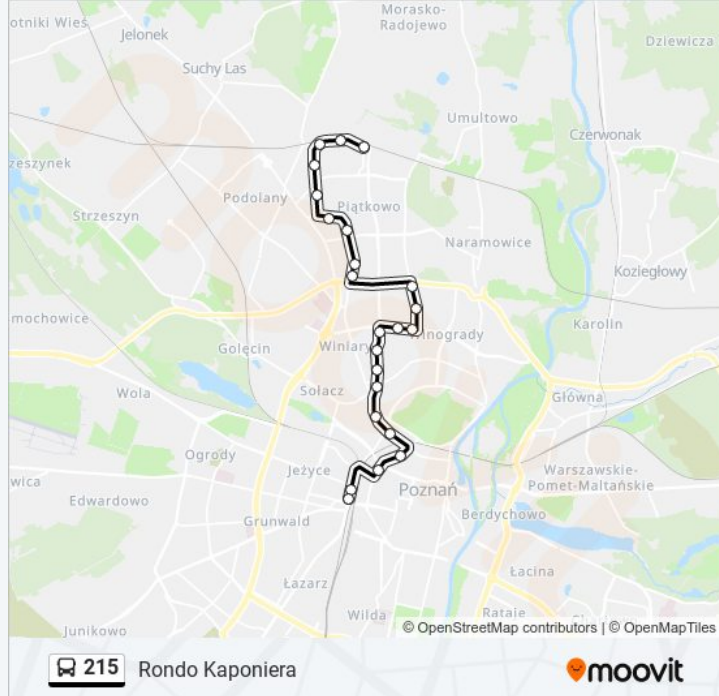 otniki Wieś
Morasko-
Radojewo
Jelonek
Dziewicza
Suchy Las
Umultowo
Czerwonak
zeszynek
Podolany
Piątkowo
Strzeszyn
Naramowice
Koziegłowy
mochowice
Karolin
Golęcin
Winiary
Winogrady
Wola
Sołacz
Główna
Ogrody
Jeżyce
Warszawskie-
Pomet-Maltańskie
wica
Edwardowo
Poznań
Berdychowo
Grunwald
Łazarz
Łacina
Wilda
Rataje
Junikowo
© OpenStreetMap contributors | © OpenMapTiles
215 Rondo Kaponiera
moovit